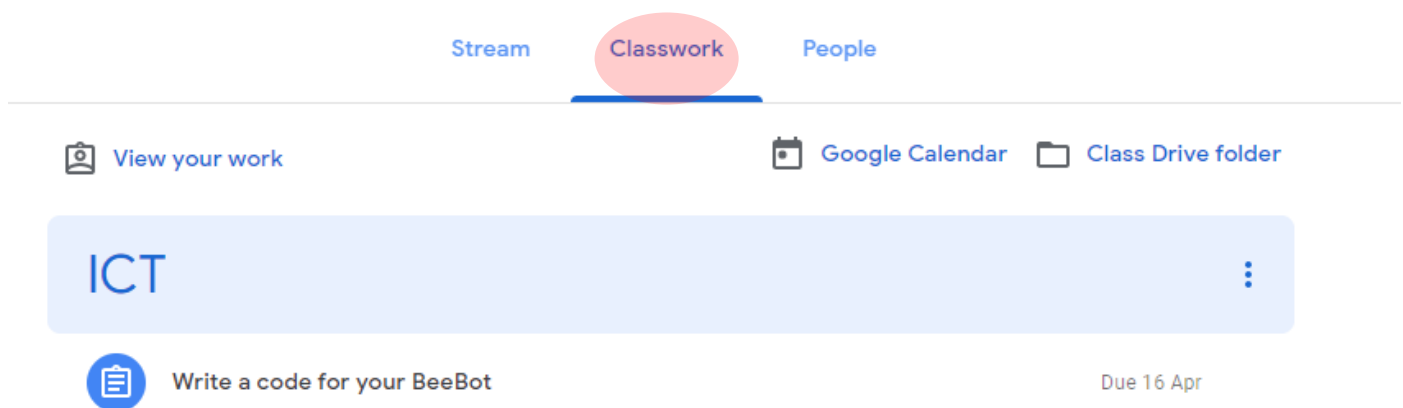 Stream Classwork People
View your work Google Calendar Class Drive folder
ICT
Write a code for your BeeBot Due 16 Apr